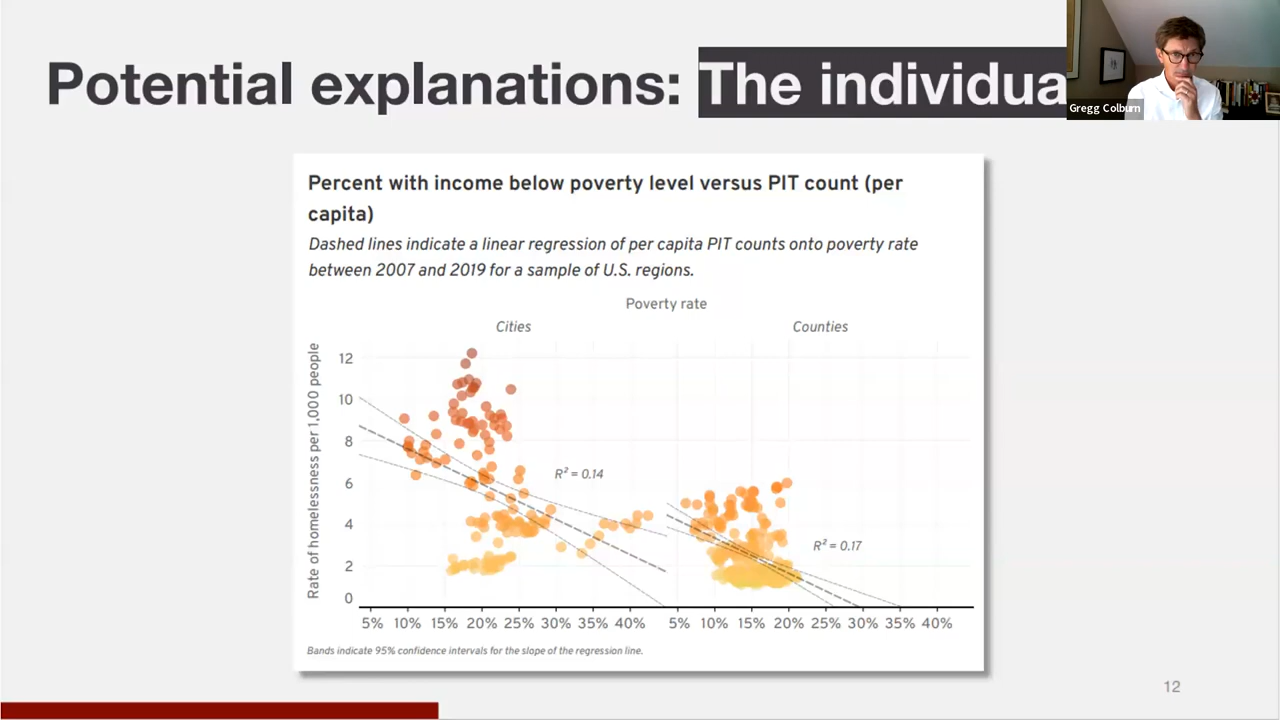 Potential explanations: The individua
Gregg Colburn
Percent with income below poverty level versus PIT count (per
capita)
Dashed lines indicate a linear regression of per capita PIT counts onto poverty rate
between 2007 and 2019 for a sample of U.S. regions.
Poverty rate
Cities
Counties
Rate of homelessness per 1,000 people
12
10
8
6
4
2
0
R² = 0.14
R² = 0.17
5% 10% 15% 20% 25% 30% 35% 40%
5% 10% 15% 20% 25% 30% 35% 40%
Bands indicate 95% confidence intervals for the slope of the regression line.
12